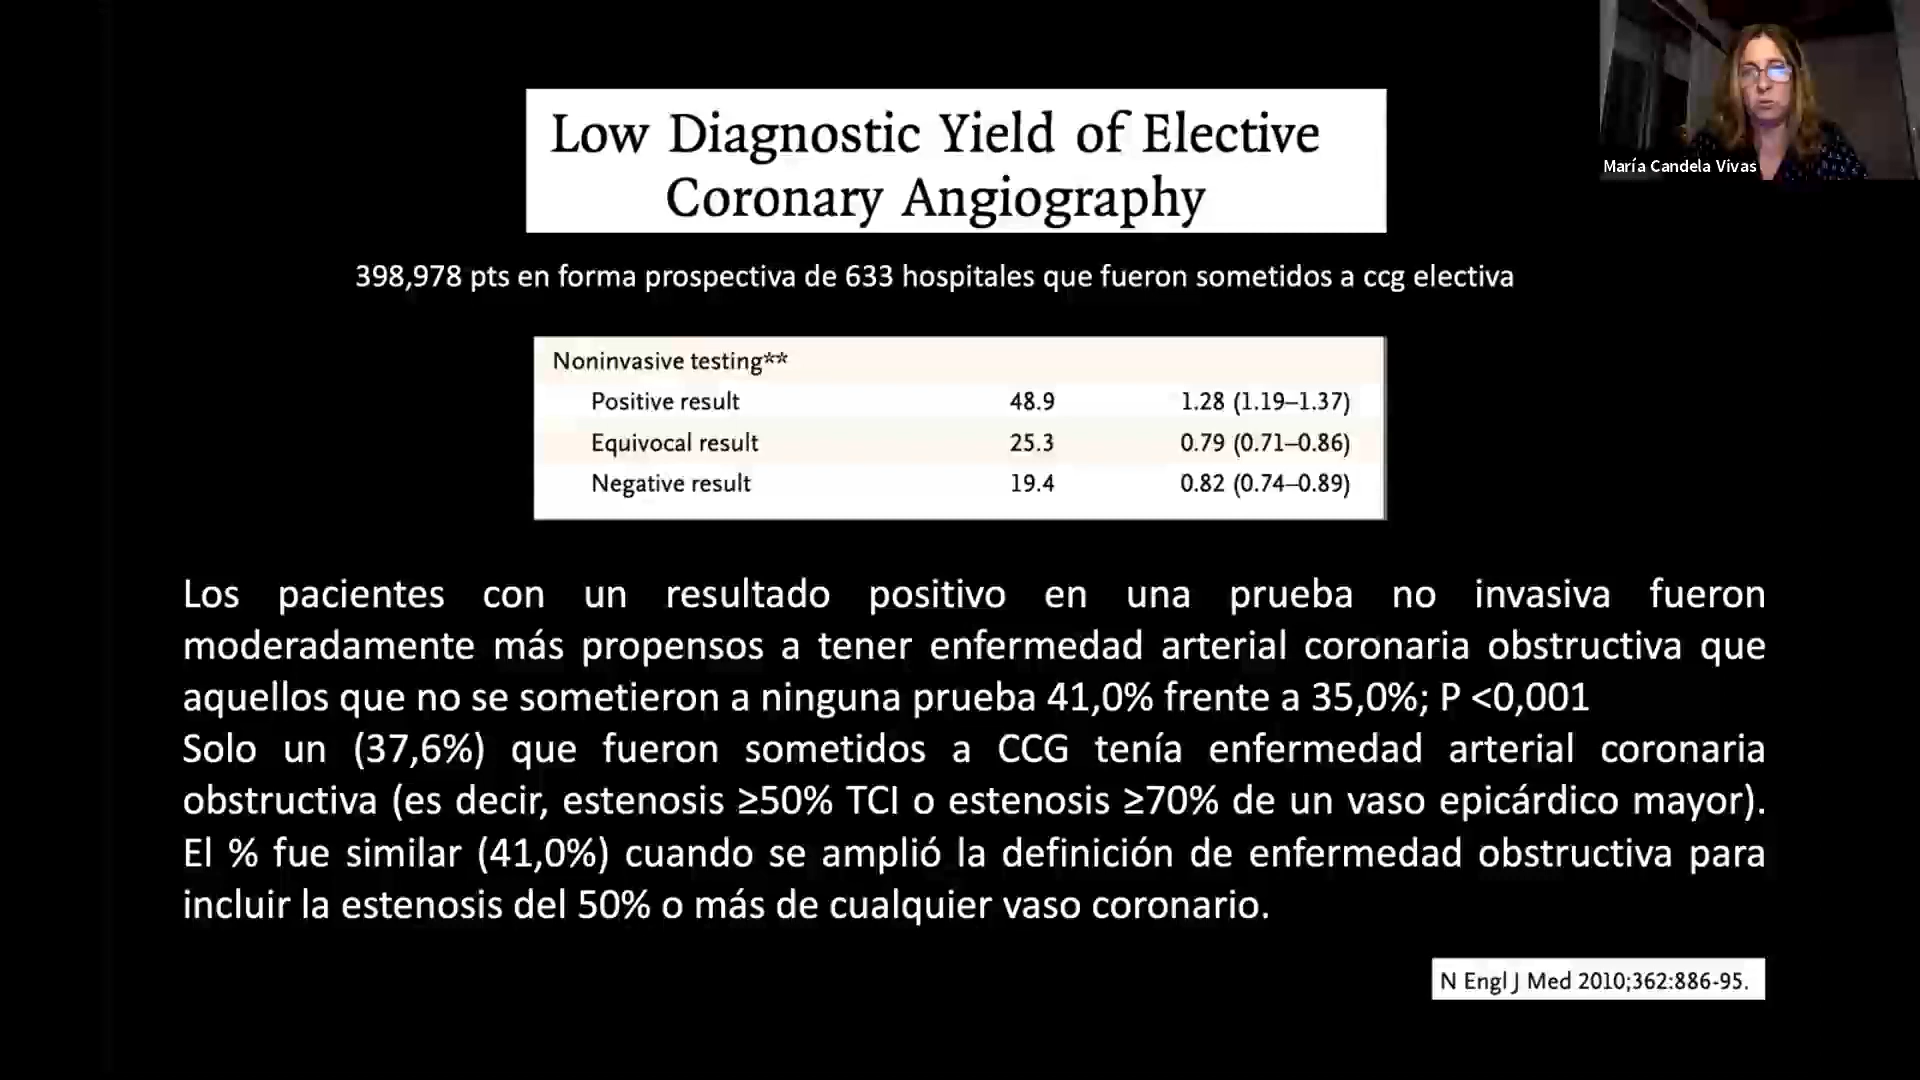 Low Diagnostic Yield of Elective
Coronary Angiography
María Candela Vivas
398,978 pts en forma prospectiva de 633 hospitales que fueron sometidos a ccg electiva
Noninvasive testing**
Positive result 48.9 1.28 (1.19–1.37)
Equivocal result 25.3 0.79 (0.71–0.86)
Negative result 19.4 0.82 (0.74–0.89)
Los pacientes con un resultado positivo en una prueba no invasiva fueron
moderadamente más propensos a tener enfermedad arterial coronaria obstructiva que
aquellos que no se sometieron a ninguna prueba 41,0% frente a 35,0%; P <0,001
Solo un (37,6%) que fueron sometidos a CCG tenía enfermedad arterial coronaria
obstructiva (es decir, estenosis ≥50% TCI o estenosis ≥70% de un vaso epicárdico mayor).
El % fue similar (41,0%) cuando se amplió la definición de enfermedad obstructiva para
incluir la estenosis del 50% o más de cualquier vaso coronario.
N Engl J Med 2010;362:886-95.